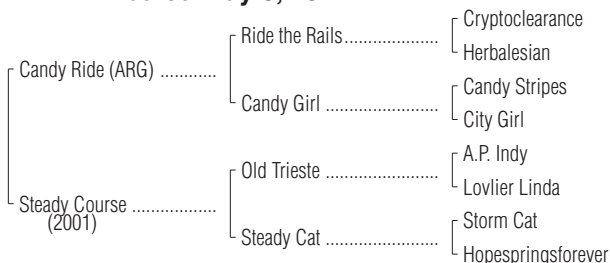 Cryptoclearance
Ride the Rails
Herbalesian
Candy Ride (ARG)
Candy Stripes
Candy Girl
City Girl
A.P. Indy
Old Trieste
Lovlier Linda
Steady Course
(2001)
Storm Cat
Steady Cat
Hopespringsforever